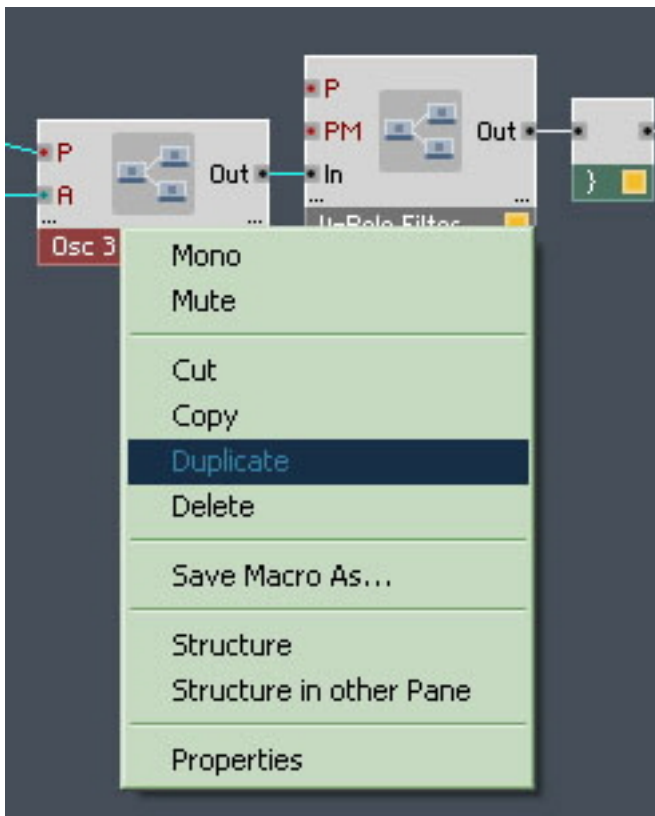 P
PM
Out
In
...
...
P
A
Out
...
...
}
Osc 3
Mono
Mute
Cut
Copy
Duplicate
Delete
Save Macro As...
Structure
Structure in other Pane
Properties